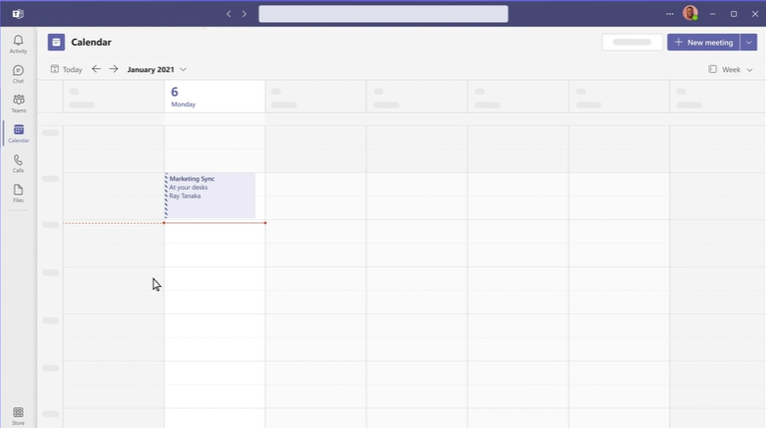 Calendar
New meeting
Today
January 2021
Week
6
Monday
Marketing Sync
At your desks
Ray Tanaka
Activity
Chat
Teams
Calendar
Calls
Files
Store